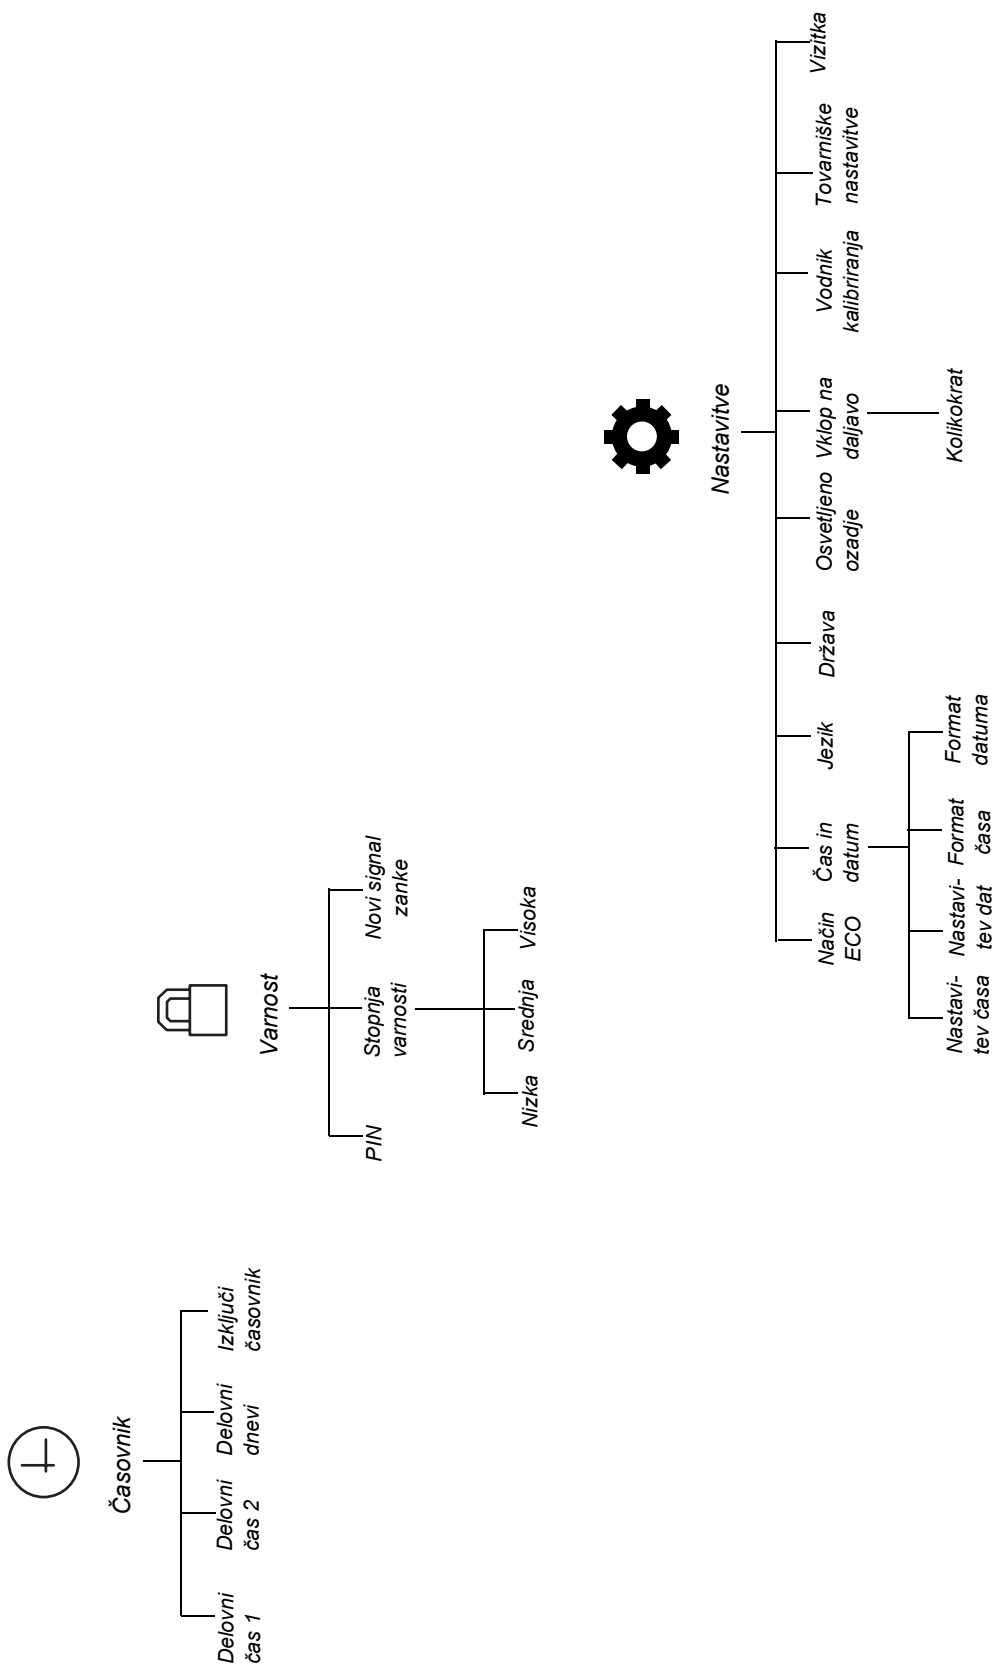 Časovnik
Delovni
čas 1
Delovni
čas 2
Delovni
dnevi
Izključi
časovnik
Varnost
PIN
Stopnja
varnosti
Novi signal
zanke
Nizka
Srednja
Visoka
Nastavitve
Način
ECO
Čas in
datum
Jezik
Država
Osvetljeno
ozadje
Vklop na
daljavo
Vodnik
kalibriranja
Tovarniške
nastavitve
Vizitka
Nastavi-
tev časa
Nastavi-
tev dat
Format
časa
Format
datuma
Kolikokrat